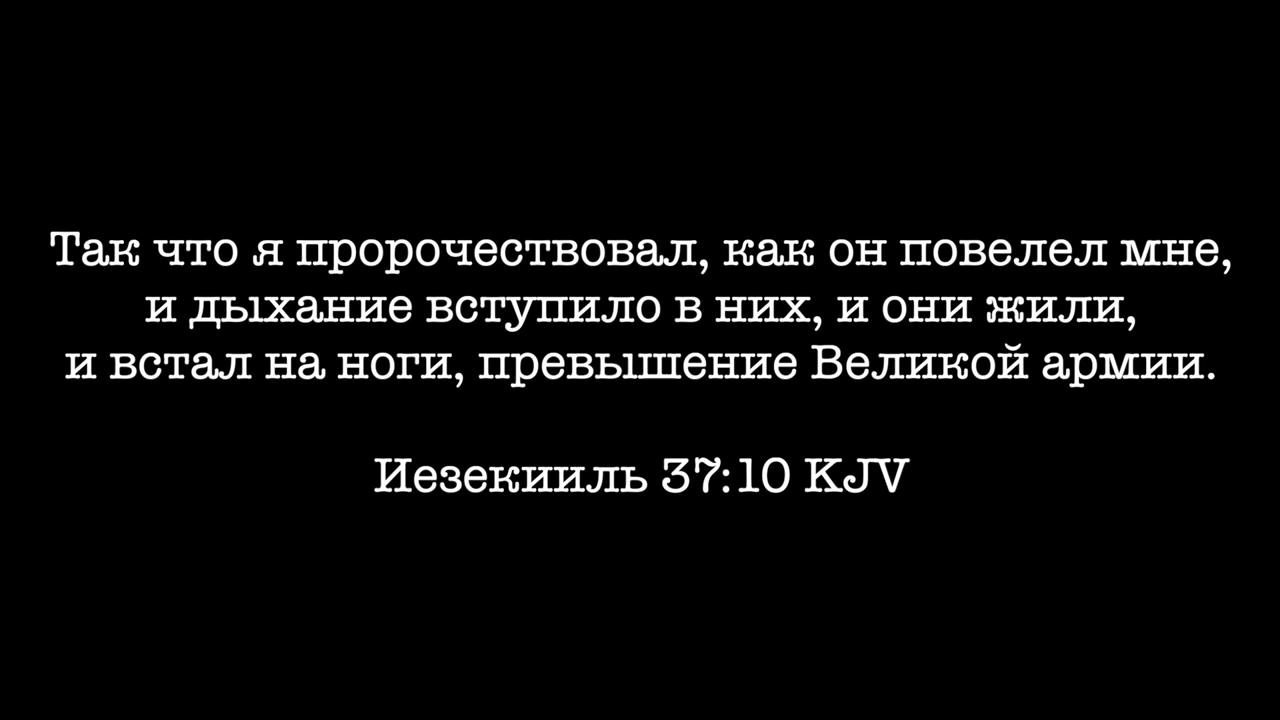 Так что я пророчествовал, как он повелел мне,
и дыхание вступило в них, и они жили,
и встал на ноги, превышение Великой армии.
Иезекииль 37:10 KJV